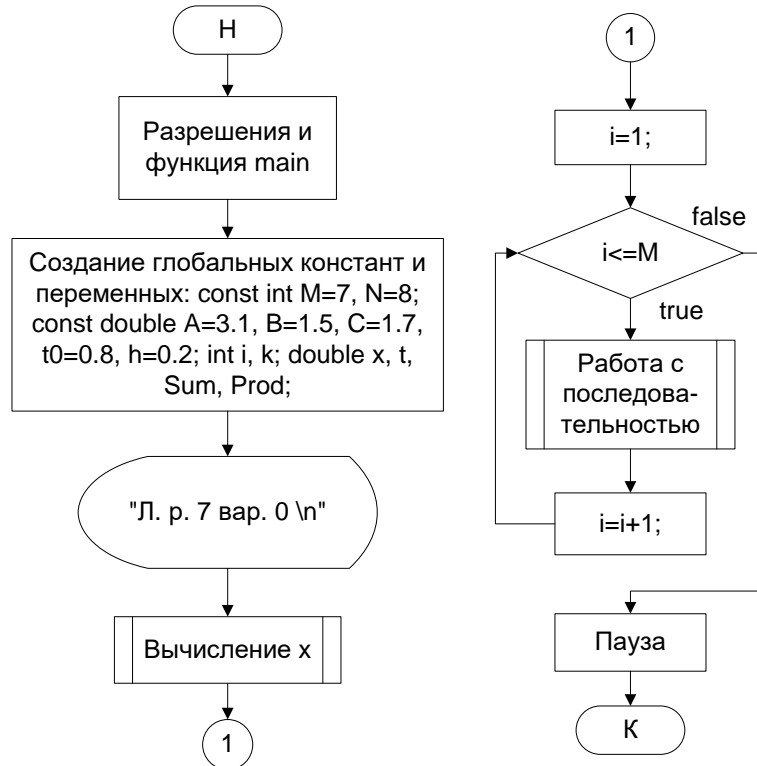 Н
Разрешения и
функция main
Создание глобальных констант и
переменных: const int M=7, N=8;
const double A=3.1, B=1.5, C=1.7,
t0=0.8, h=0.2; int i, k; double x, t,
Sum, Prod;
"Л. р. 7 вар. 0 \n"
Вычисление x
1
1
i=1;
false
i<=M
true
Работа с
последова-
тельностью
i=i+1;
Пауза
К